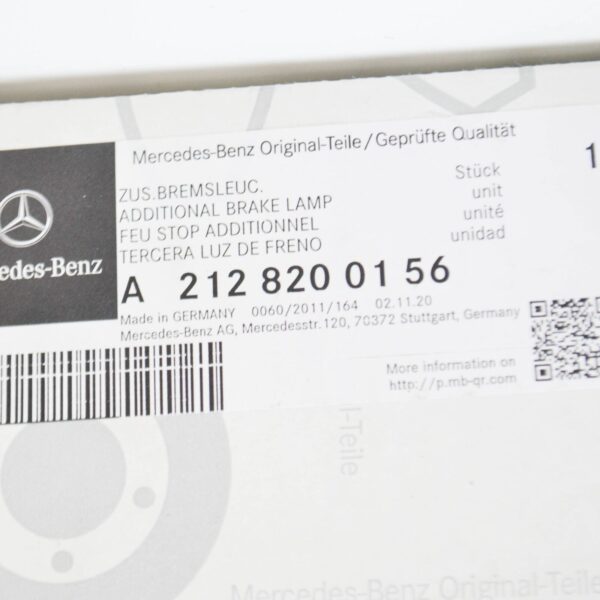 Mercedes-Benz Original-Teile/Geprüfte Qualität
ZUS.BREMSLEUC.
ADDITIONAL BRAKE LAMP
FEU STOP ADDITIONNEL
TERCERA LUZ DE FRENO
Stück 1
unit
unité
unidad
edes-Benz
A 212 820 01 56
Made in GERMANY 0060/2011/164 02.11.20
Mercedes-Benz AG, Mercedesstr.120, 70372 Stuttgart, Germany
More information on
http://p.mb-qr.com
l-Teile
Mercedes-Benz Original-Teile